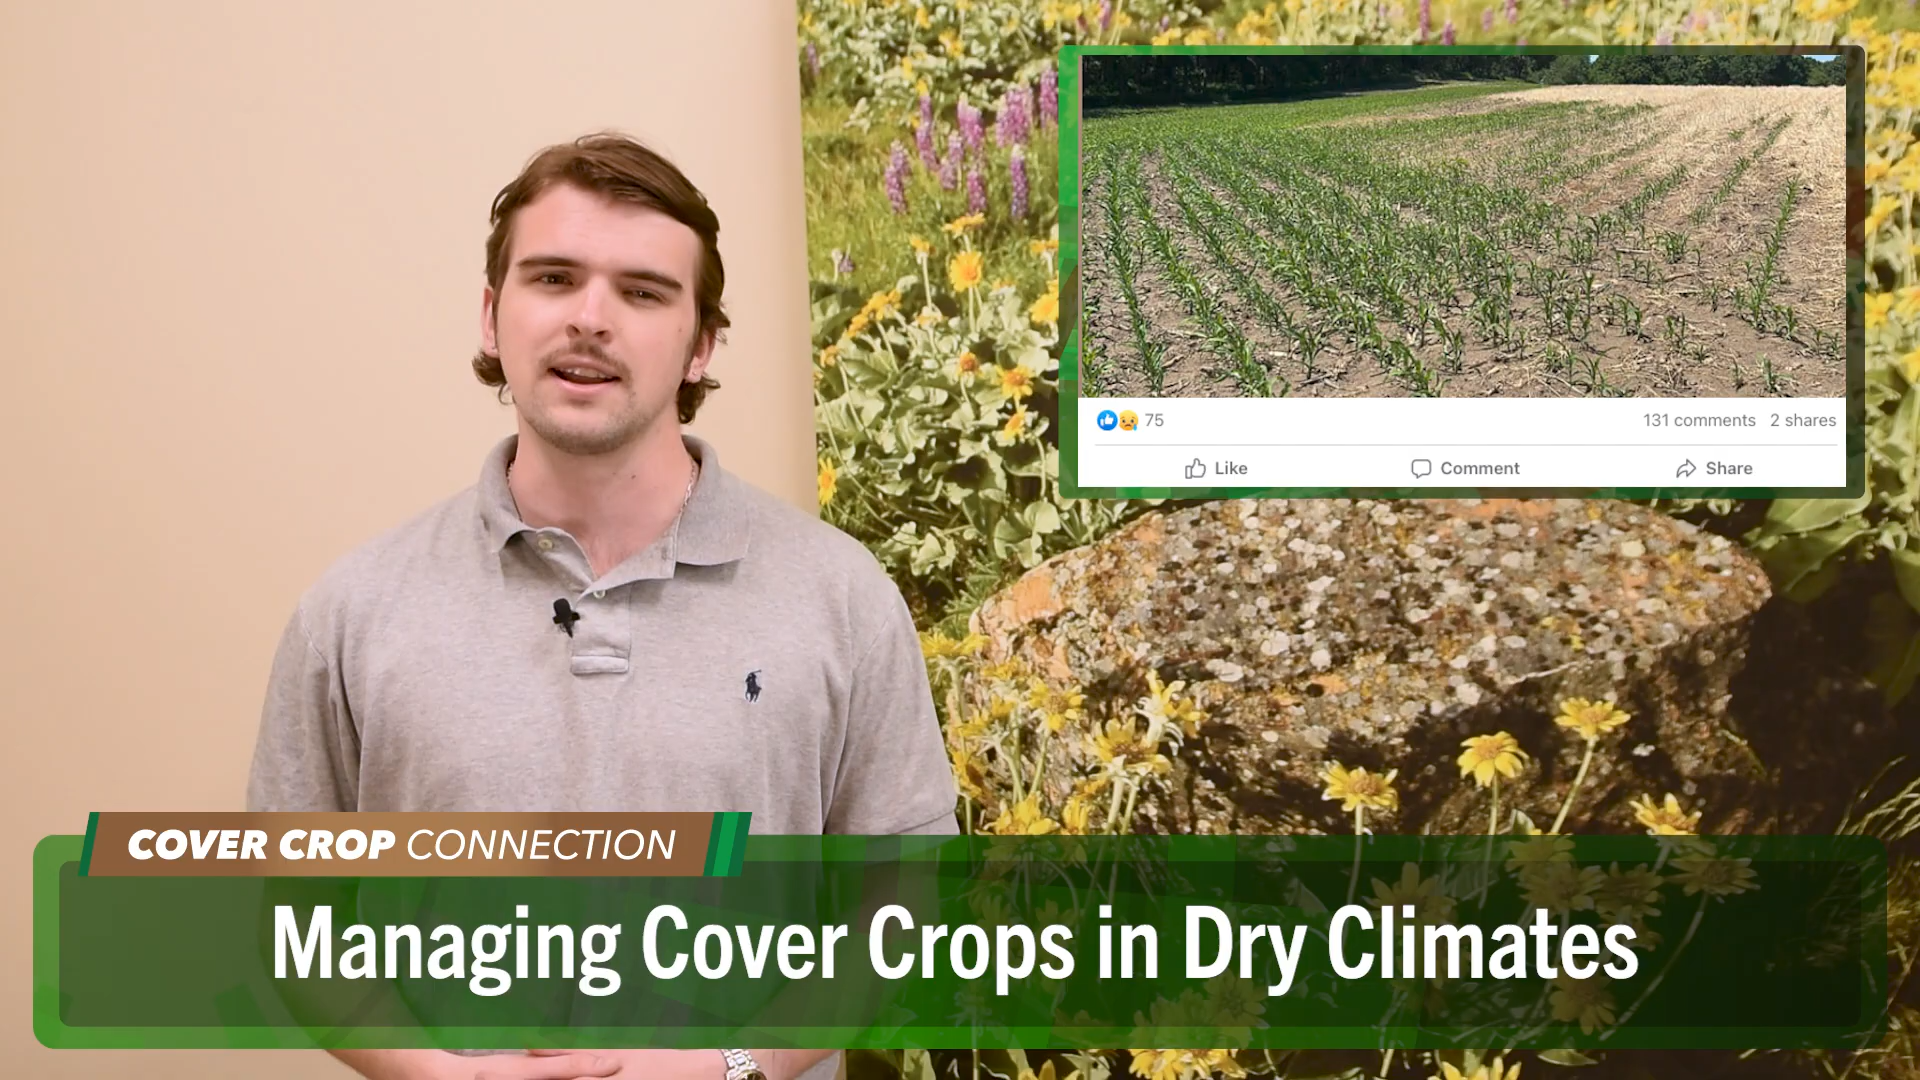 75
131 comments 2 shares
Like Comment Share
COVER CROP CONNECTION
Managing Cover Crops in Dry Climates